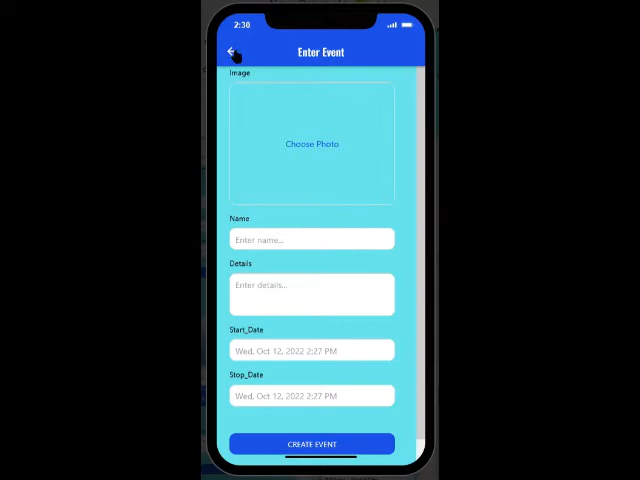 2:30
Enter Event
Image
Choose Photo
Name
Enter name...
Details
Enter details...
Start_Date
Wed, Oct 12, 2022 2:27 PM
Stop_Date
Wed, Oct 12, 2022 2:27 PM
CREATE EVENT